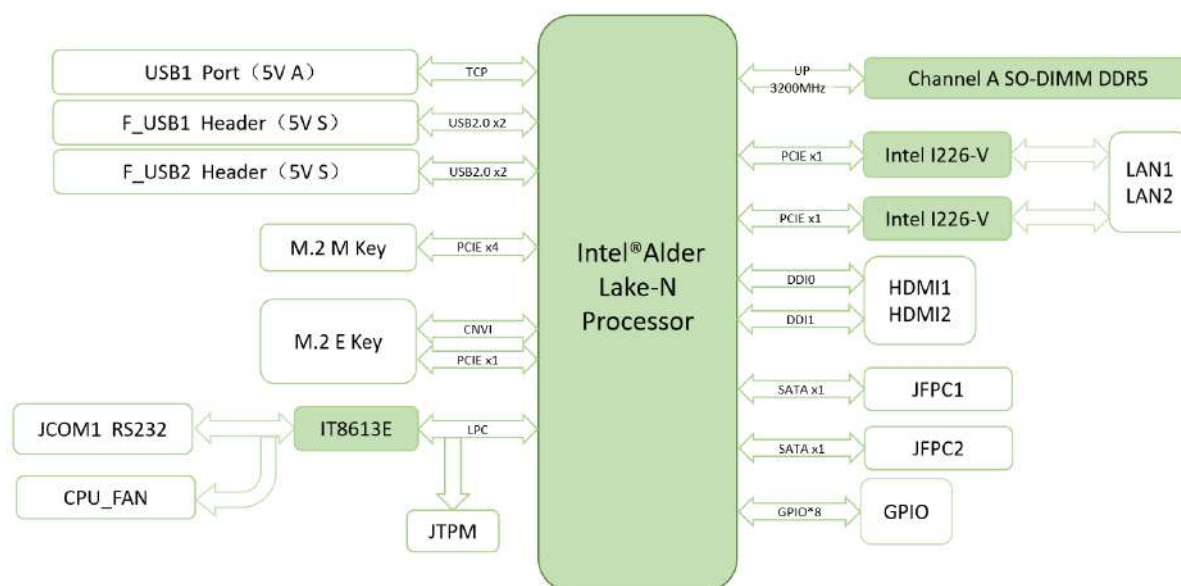 USB1 Port（5V A）
TCP
F_USB1 Header（5V S）
USB2.0 x2
F_USB2 Header（5V S）
USB2.0 x2
M.2 M Key
PCIE x4
M.2 E Key
CNVI
PCIE x1
JCOM1 RS232
IT8613E
LPC
CPU_FAN
JTPM
Intel®Alder
Lake-N
Processor
UP
3200MHz
Channel A SO-DIMM DDR5
PCIE x1
Intel I226-V
PCIE x1
Intel I226-V
LAN1
LAN2
DDI0
DDI1
HDMI1
HDMI2
SATA x1
JFPC1
SATA x1
JFPC2
GPIO*8
GPIO